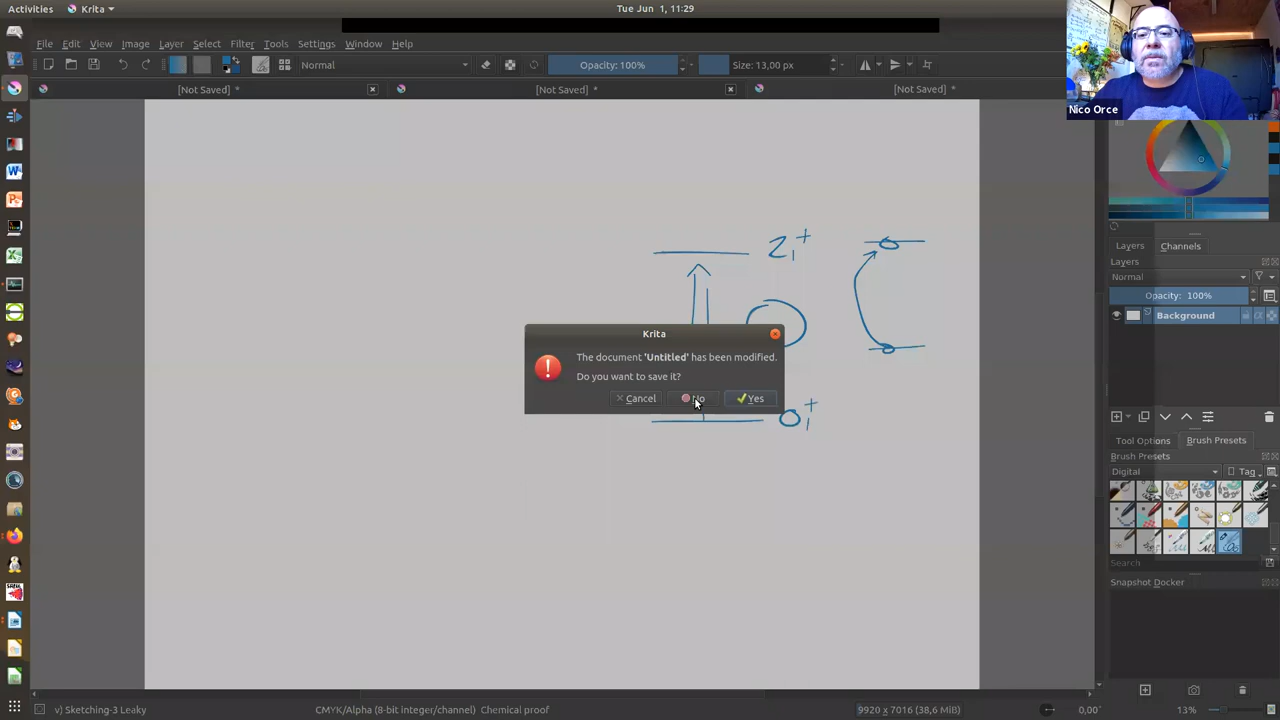 Activities
Krita
Tue Jun 1, 11:29
File Edit View Image Layer Select Filter Tools Settings Window Help
Normal
Opacity: 100%
Size: 13,00 px
[Not Saved] *
[Not Saved] *
[Not Saved] *
Nico Orce
2₁⁺
0₁⁺
Krita
The document 'Untitled' has been modified.
Do you want to save it?
Cancel
No
Yes
Layers
Channels
Layers
Normal
Opacity: 100%
Background
Tool Options
Brush Presets
Brush Presets
Digital
Tag
Search
Snapshot Docker
v) Sketching-3 Leaky
CMYK/Alpha (8-bit integer/channel) Chemical proof
9920 x 7016 (38,6 MiB)
0,00°
13%